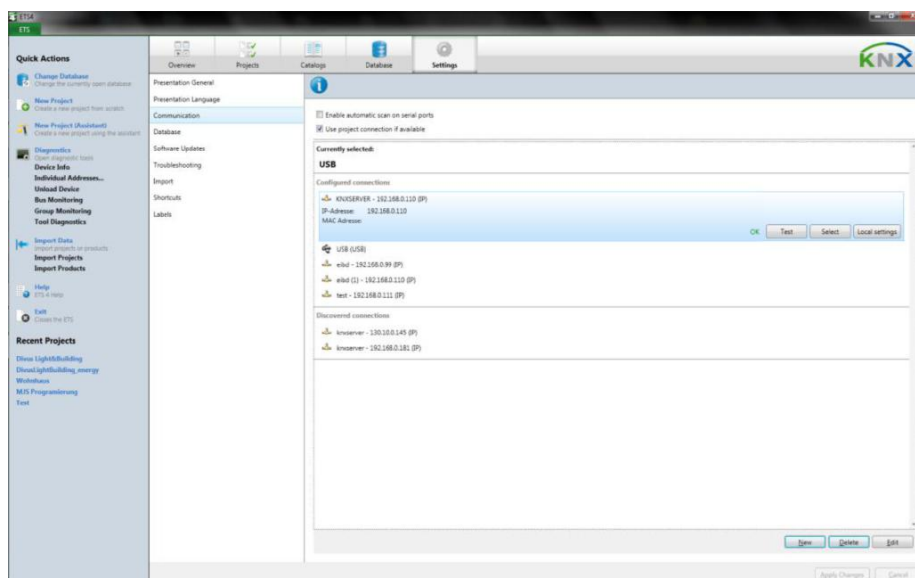 ETS4
ETS
Quick Actions
Change Database
Change the currently open database
New Project
Create a new project from scratch
New Project (Assistant)
Create a new project using the assistant
Diagnostics
Open diagnostic tools
Device Info
Individual Addresses...
Unload Device
Bus Monitoring
Group Monitoring
Tool Diagnostics
Import Data
Import projects or products
Import Projects
Import Products
Help
ETS 4 Help
Exit
Closes the ETS
Recent Projects
Divus Light&Building
DivusLightBuilding_energy
Wohnhaus
MJS Programierung
Test
Overview
Projects
Catalogs
Database
Settings
KNX
Presentation General
Presentation Language
Communication
Database
Software Updates
Troubleshooting
Import
Shortcuts
Labels
Enable automatic scan on serial ports
Use project connection if available
Currently selected:
USB
Configured connections
KNXSERVER - 192.168.0.110 (IP)
IP-Adresse: 192.168.0.110
MAC Adresse:
OK Test Select Local settings
USB (USB)
eibd - 192.168.0.99 (IP)
eibd (1) - 192.168.0.110 (IP)
test - 192.168.0.111 (IP)
Discovered connections
knxserver - 130.10.0.145 (IP)
knxserver - 192.168.0.181 (IP)
New Delete Edit
Apply Changes Cancel